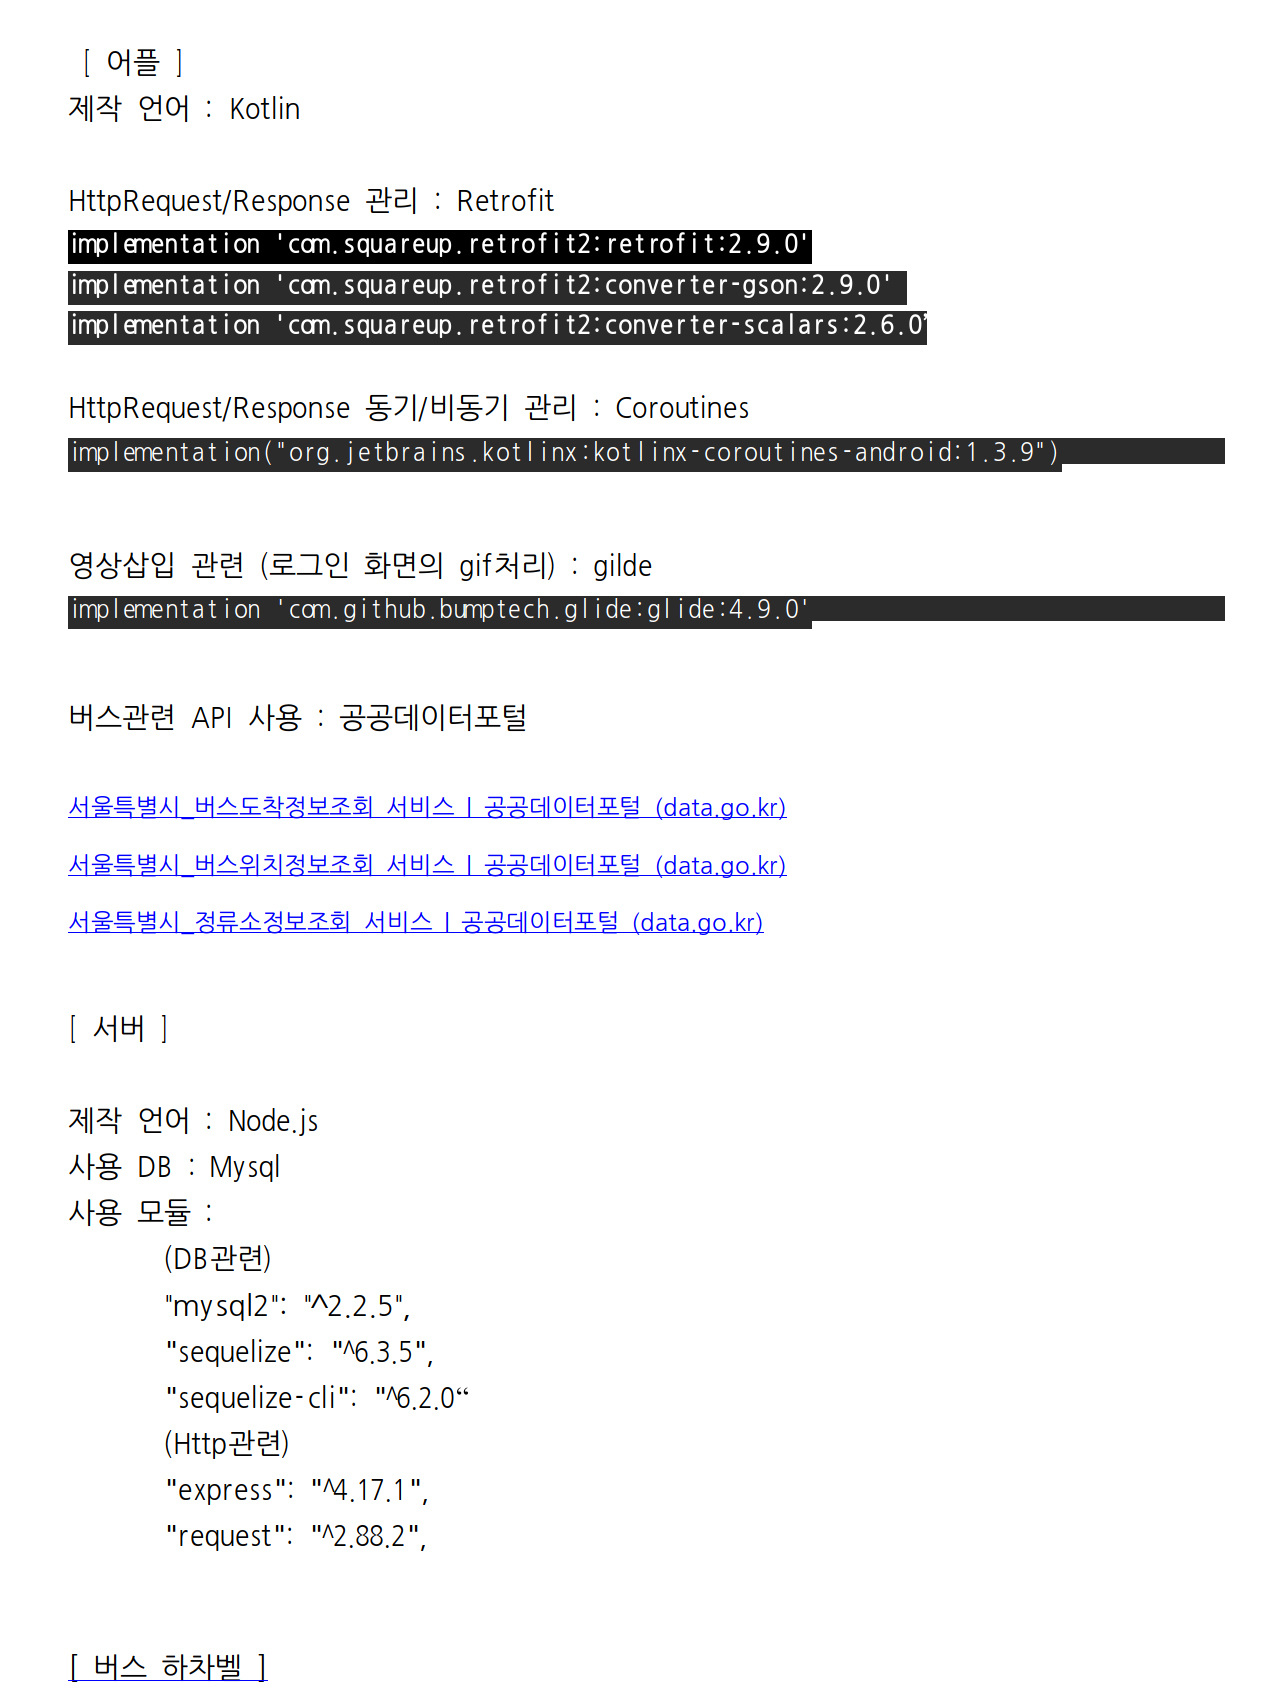 [ 어플 ]
제작 언어 : Kotlin
HttpRequest/Response 관리 : Retrofit
implementation 'com.squareup.retrofit2:retrofit:2.9.0'
implementation 'com.squareup.retrofit2:converter-gson:2.9.0'
implementation 'com.squareup.retrofit2:converter-scalars:2.6.0’
HttpRequest/Response 동기/비동기 관리 : Coroutines
implementation("org.jetbrains.kotlinx:kotlinx-coroutines-android:1.3.9")
영상삽입 관련 (로그인 화면의 gif처리) : gilde
implementation 'com.github.bumptech.glide:glide:4.9.0'
버스관련 API 사용 : 공공데이터포털
서울특별시_버스도착정보조회 서비스 | 공공데이터포털 (data.go.kr)
서울특별시_버스위치정보조회 서비스 | 공공데이터포털 (data.go.kr)
서울특별시_정류소정보조회 서비스 | 공공데이터포털 (data.go.kr)
[ 서버 ]
제작 언어 : Node.js
사용 DB : Mysql
사용 모듈 :
(DB관련)
"mysql2": "^2.2.5",
"sequelize": "^6.3.5",
"sequelize-cli": "^6.2.0“
(Http관련)
"express": "^4.17.1",
"request": "^2.88.2",
[ 버스 하차벨 ]